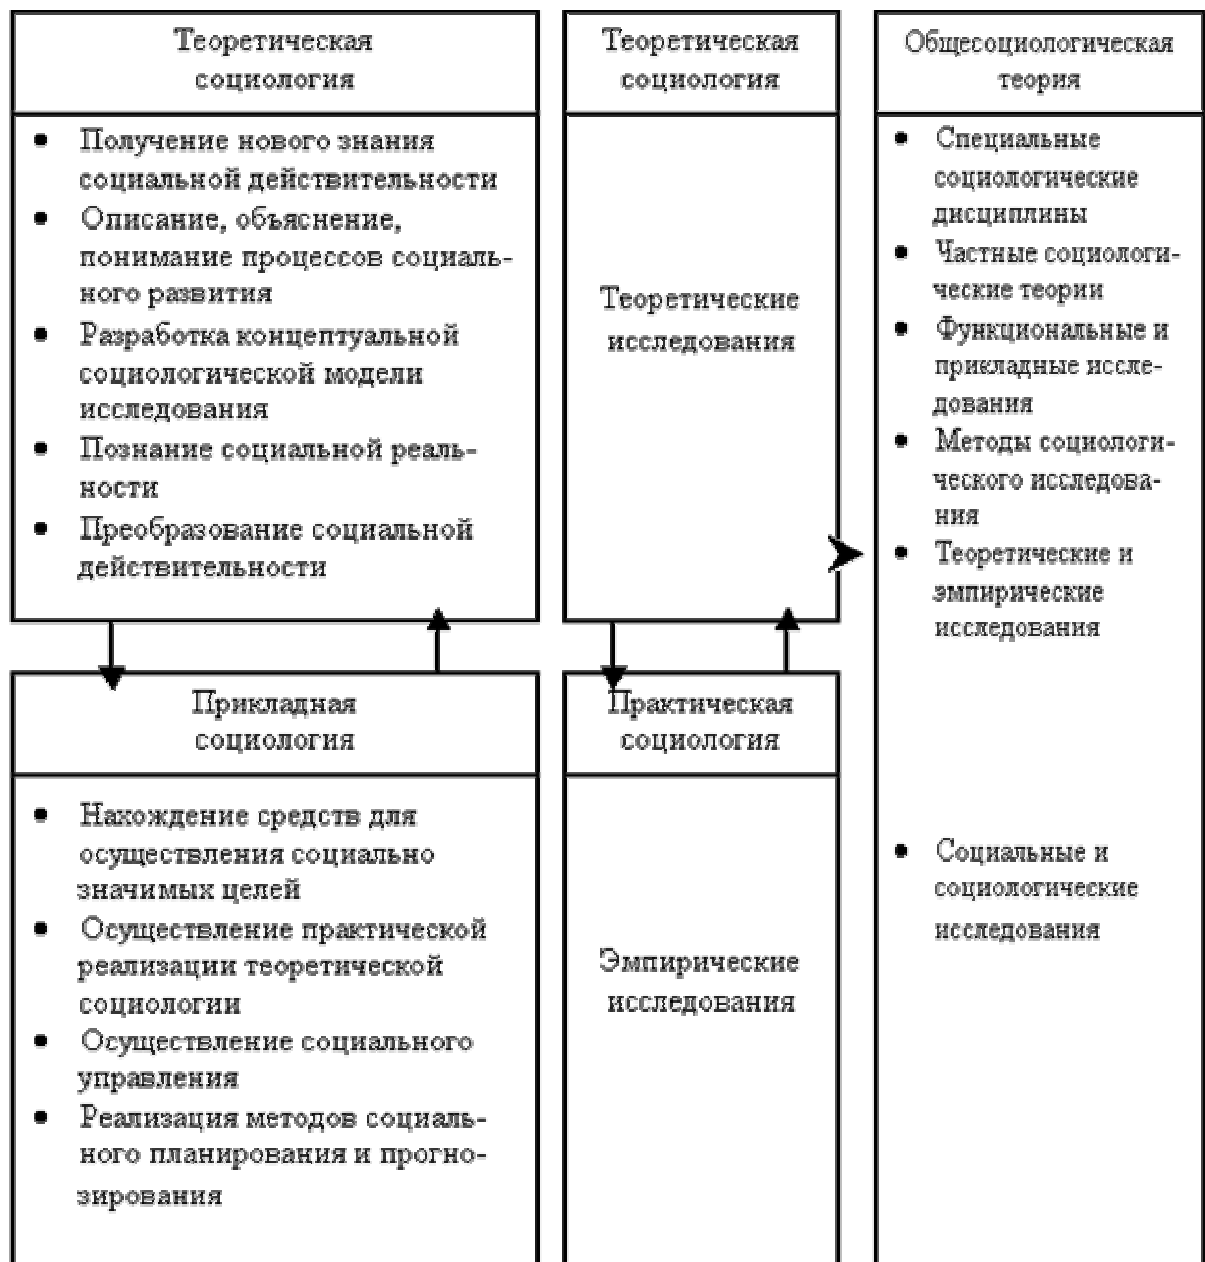 Теоретическая
социология
• Получение нового знания
социальной действительности
• Описание, объяснение,
понимание процессов социаль-
ного развития
• Разработка концептуальной
социологической модели
исследования
• Познание социальной реаль-
ности
• Преобразование социальной
действительности
Прикладная
социология
• Нахождение средств для
осуществления социально
значимых целей
• Осуществление практической
реализации теоретической
социологии
• Осуществление социального
управления
• Реализация методов социаль-
ного планирования и прогно-
зирования
Теоретическая
социология
Теоретические
исследования
Практическая
социология
Эмпирические
исследования
Общесоциологическая
теория
• Специальные
социологические
дисциплины
• Частные социологи-
ческие теории
• Функциональные и
прикладные иссле-
дования
• Методы социологи-
ческого исследова-
ния
• Теоретические и
эмпирические
исследования
• Социальные и
социологические
исследования